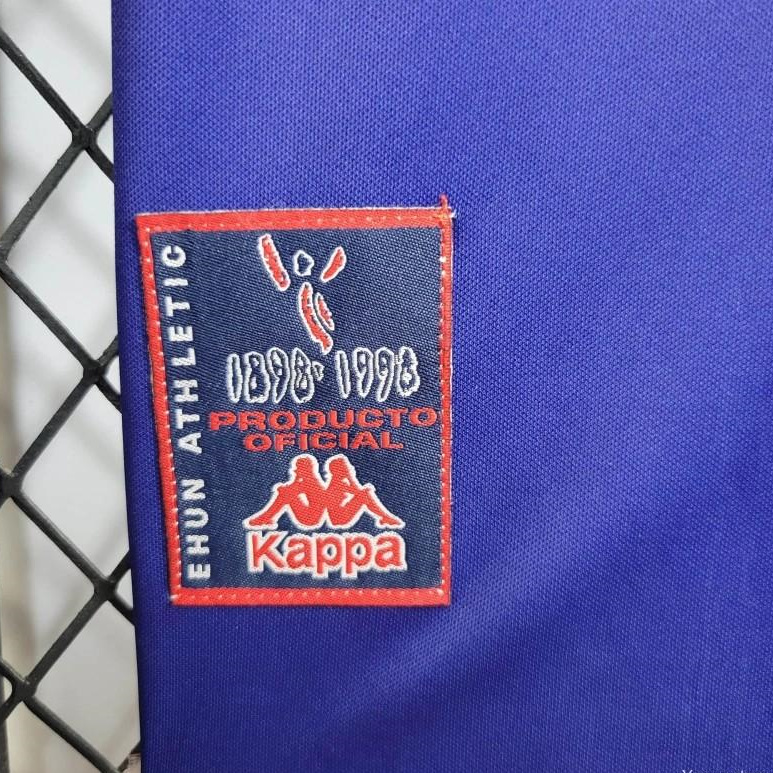 EHUN ATHLETIC
1898·1998
PRODUCTO
OFICIAL
Kappa